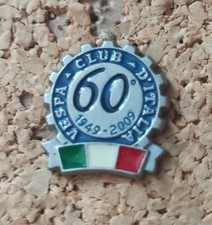 VESPA · CLUB · D'ITALIA
60°
1949-2009